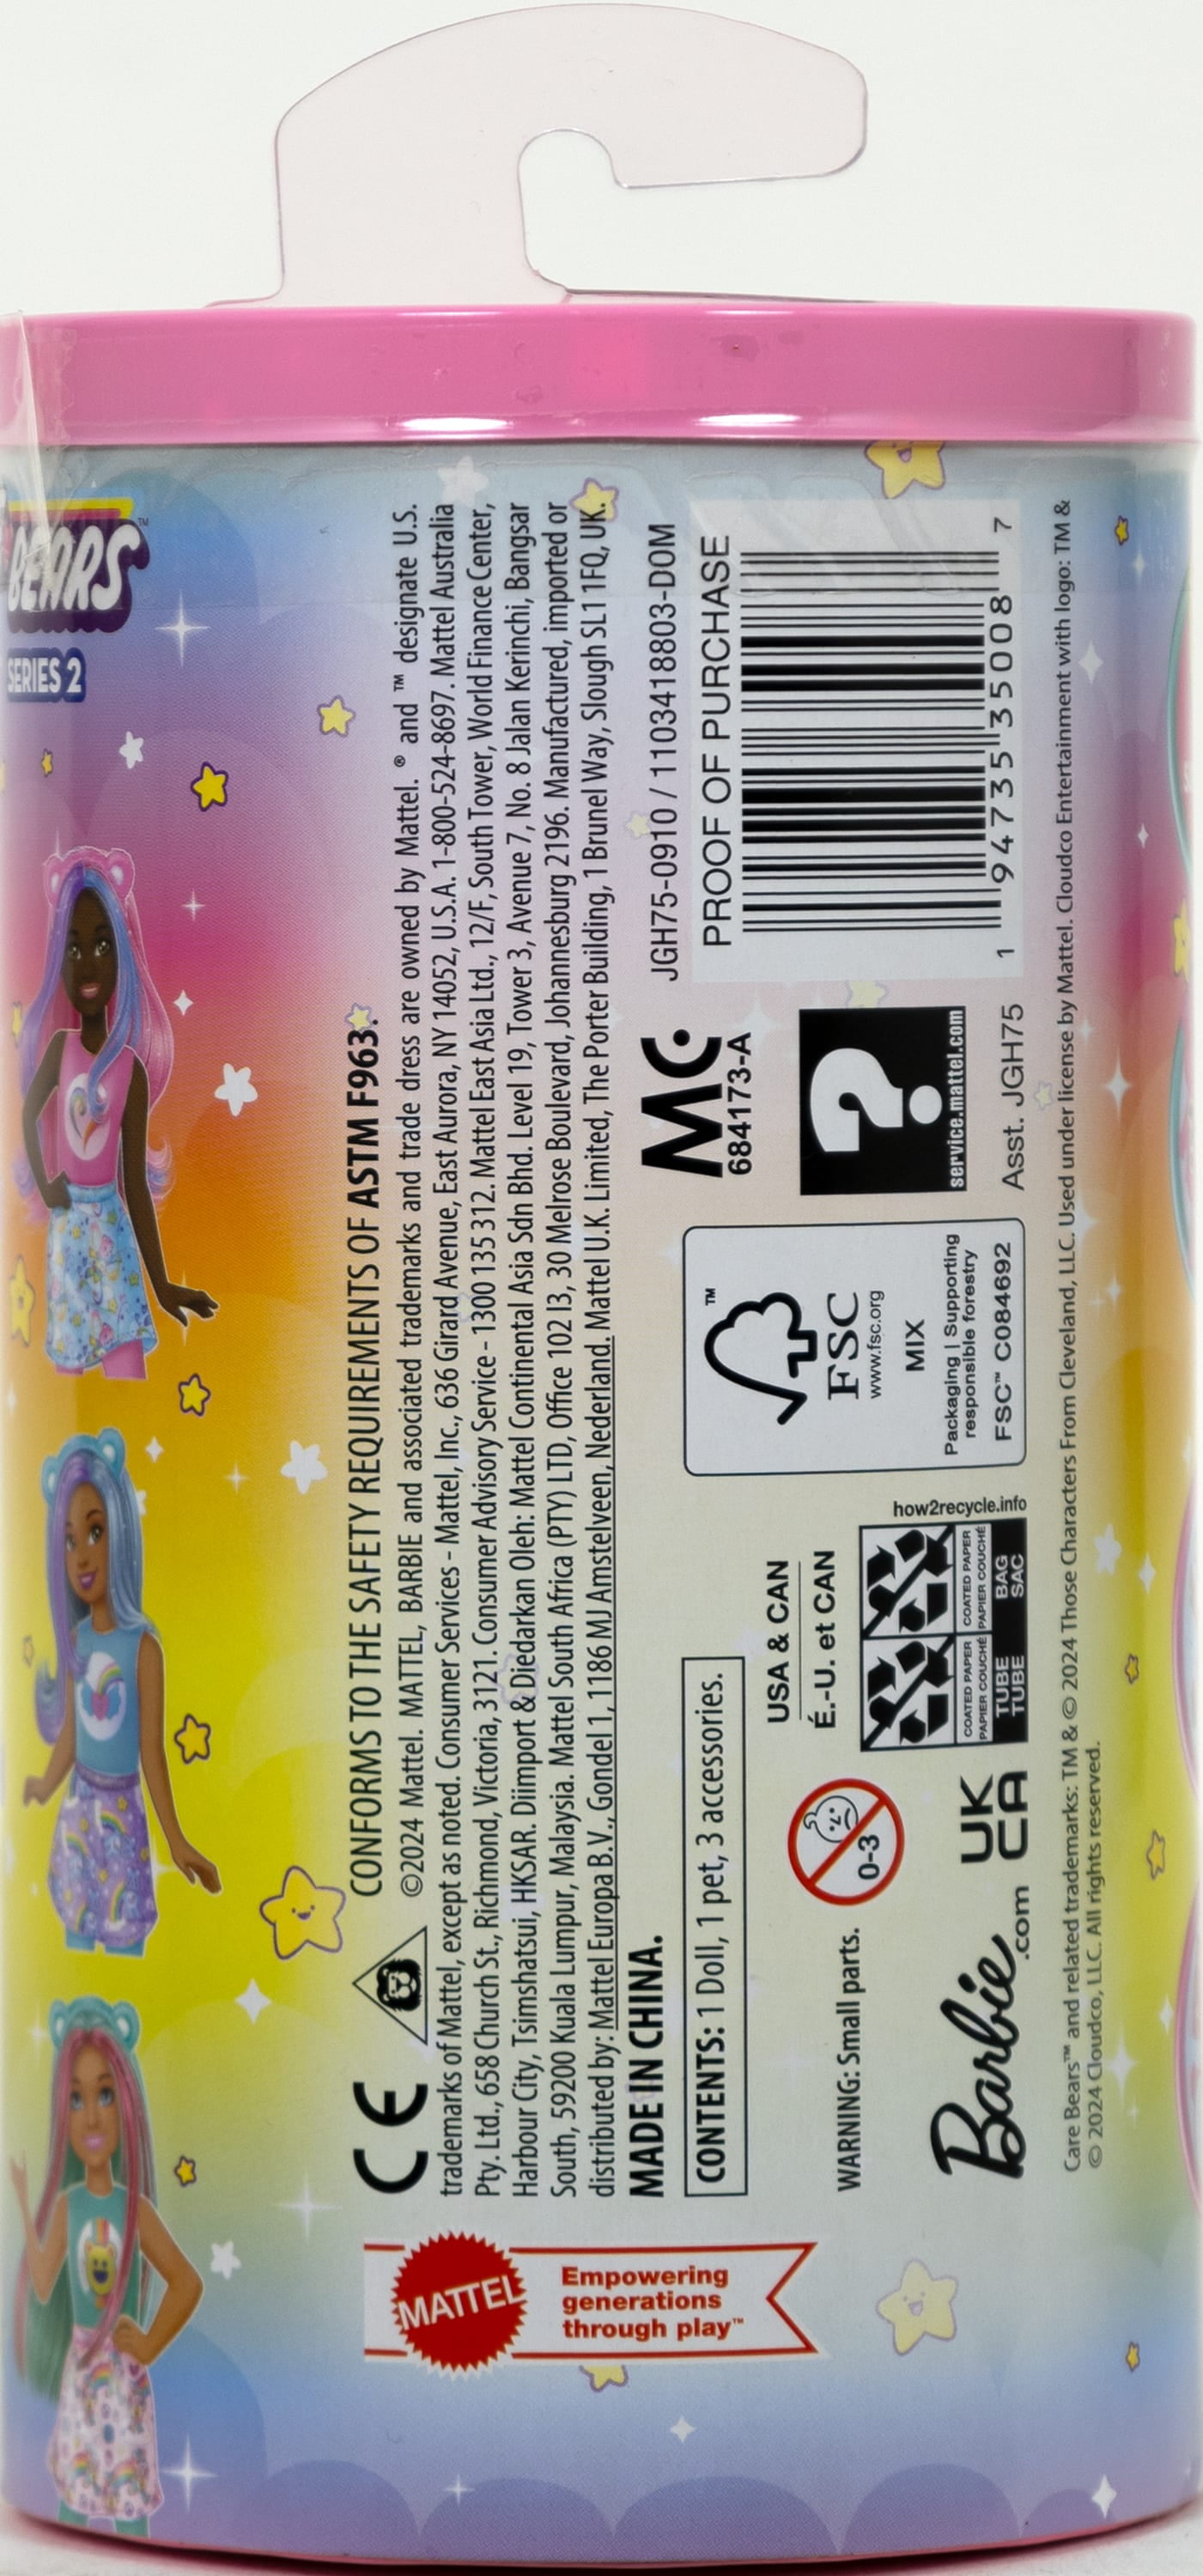 BEARS™
SERIES 2
CE
CONFORMS TO THE SAFETY REQUIREMENTS OF ASTM F963.
©2024 Mattel. MATTEL, BARBIE and associated trademarks and trade dress are owned by Mattel. ® and ™ designate U.S.
trademarks of Mattel, except as noted. Consumer Services - Mattel, Inc., 636 Girard Avenue, East Aurora, NY 14052, U.S.A. 1-800-524-8697. Mattel Australia
Pty. Ltd., 658 Church St., Richmond, Victoria, 3121. Consumer Advisory Service - 1300 135 312. Mattel East Asia Ltd., 12/F, South Tower, World Finance Center,
Harbour City, Tsimshatsui, HKSAR. Diimport & Diedarkan Oleh: Mattel Continental Asia Sdn Bhd. Level 19, Tower 3, Avenue 7, No. 8 Jalan Kerinchi, Bangsar
South, 59200 Kuala Lumpur, Malaysia. Mattel South Africa (PTY) LTD, Office 102 I3, 30 Melrose Boulevard, Johannesburg 2196. Manufactured, imported or
distributed by: Mattel Europa B.V., Gondel 1, 1186 MJ Amstelveen, Nederland. Mattel U.K. Limited, The Porter Building, 1 Brunel Way, Slough SL1 1FQ, UK.
MADE IN CHINA.
CONTENTS: 1 Doll, 1 pet, 3 accessories.
MATTEL
Empowering
generations
through play™
WARNING: Small parts.
0-3
Barbie
.com
UK
CA
USA & CAN
É.-U. et CAN
how2recycle.info
COATED PAPER
PAPIER COUCHÉ
TUBE
TUBE
COATED PAPER
PAPIER COUCHÉ
BAG
SAC
™
FSC
www.fsc.org
MIX
Packaging | Supporting
responsible forestry
FSC™ C084692
MC
684173-A
?
service.mattel.com
Asst. JGH75
JGH75-0910 / 1103418803-DOM
PROOF OF PURCHASE
1 94735 35008 7
Care Bears™ and related trademarks: TM & © 2024 Those Characters From Cleveland, LLC. Used under license by Mattel. Cloudco Entertainment with logo: TM &
© 2024 Cloudco, LLC. All rights reserved.